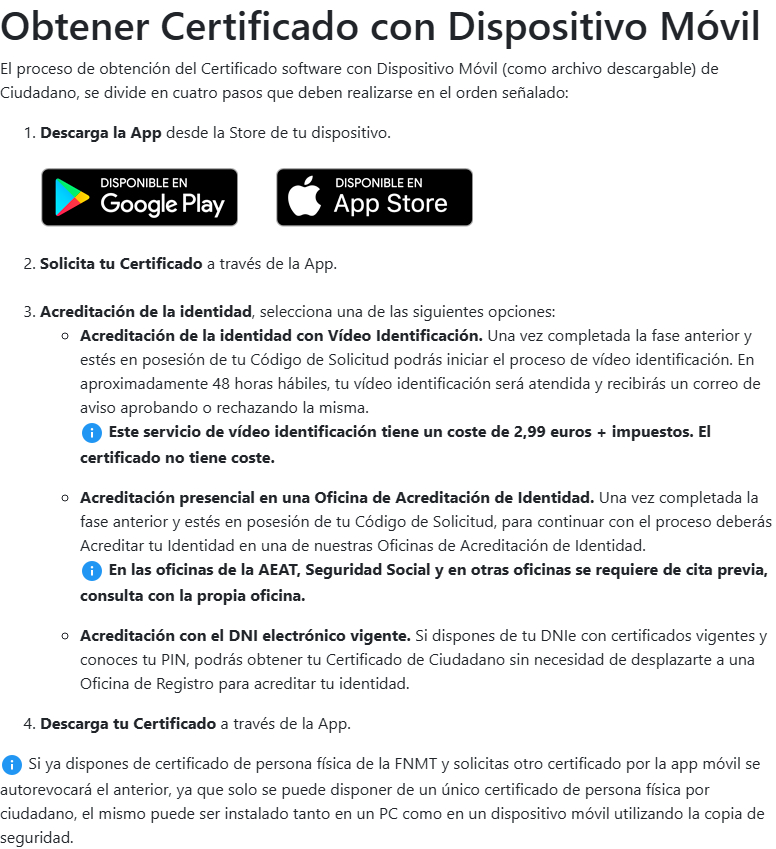 Obtener Certificado con Dispositivo Móvil
El proceso de obtención del Certificado software con Dispositivo Móvil (como archivo descargable) de
Ciudadano, se divide en cuatro pasos que deben realizarse en el orden señalado:
1. Descarga la App desde la Store de tu dispositivo.
DISPONIBLE EN
Google Play
DISPONIBLE EN
App Store
2. Solicita tu Certificado a través de la App.
3. Acreditación de la identidad, selecciona una de las siguientes opciones:
Acreditación de la identidad con Vídeo Identificación. Una vez completada la fase anterior y
estés en posesión de tu Código de Solicitud podrás iniciar el proceso de vídeo identificación. En
aproximadamente 48 horas hábiles, tu vídeo identificación será atendida y recibirás un correo de
aviso aprobando o rechazando la misma.
Este servicio de vídeo identificación tiene un coste de 2,99 euros + impuestos. El
certificado no tiene coste.
Acreditación presencial en una Oficina de Acreditación de Identidad. Una vez completada la
fase anterior y estés en posesión de tu Código de Solicitud, para continuar con el proceso deberás
Acreditar tu Identidad en una de nuestras Oficinas de Acreditación de Identidad.
En las oficinas de la AEAT, Seguridad Social y en otras oficinas se requiere de cita previa,
consulta con la propia oficina.
Acreditación con el DNI electrónico vigente. Si dispones de tu DNIe con certificados vigentes y
conoces tu PIN, podrás obtener tu Certificado de Ciudadano sin necesidad de desplazarte a una
Oficina de Registro para acreditar tu identidad.
4. Descarga tu Certificado a través de la App.
Si ya dispones de certificado de persona física de la FNMT y solicitas otro certificado por la app móvil se
autorevocará el anterior, ya que solo se puede disponer de un único certificado de persona física por
ciudadano, el mismo puede ser instalado tanto en un PC como en un dispositivo móvil utilizando la copia de
seguridad.